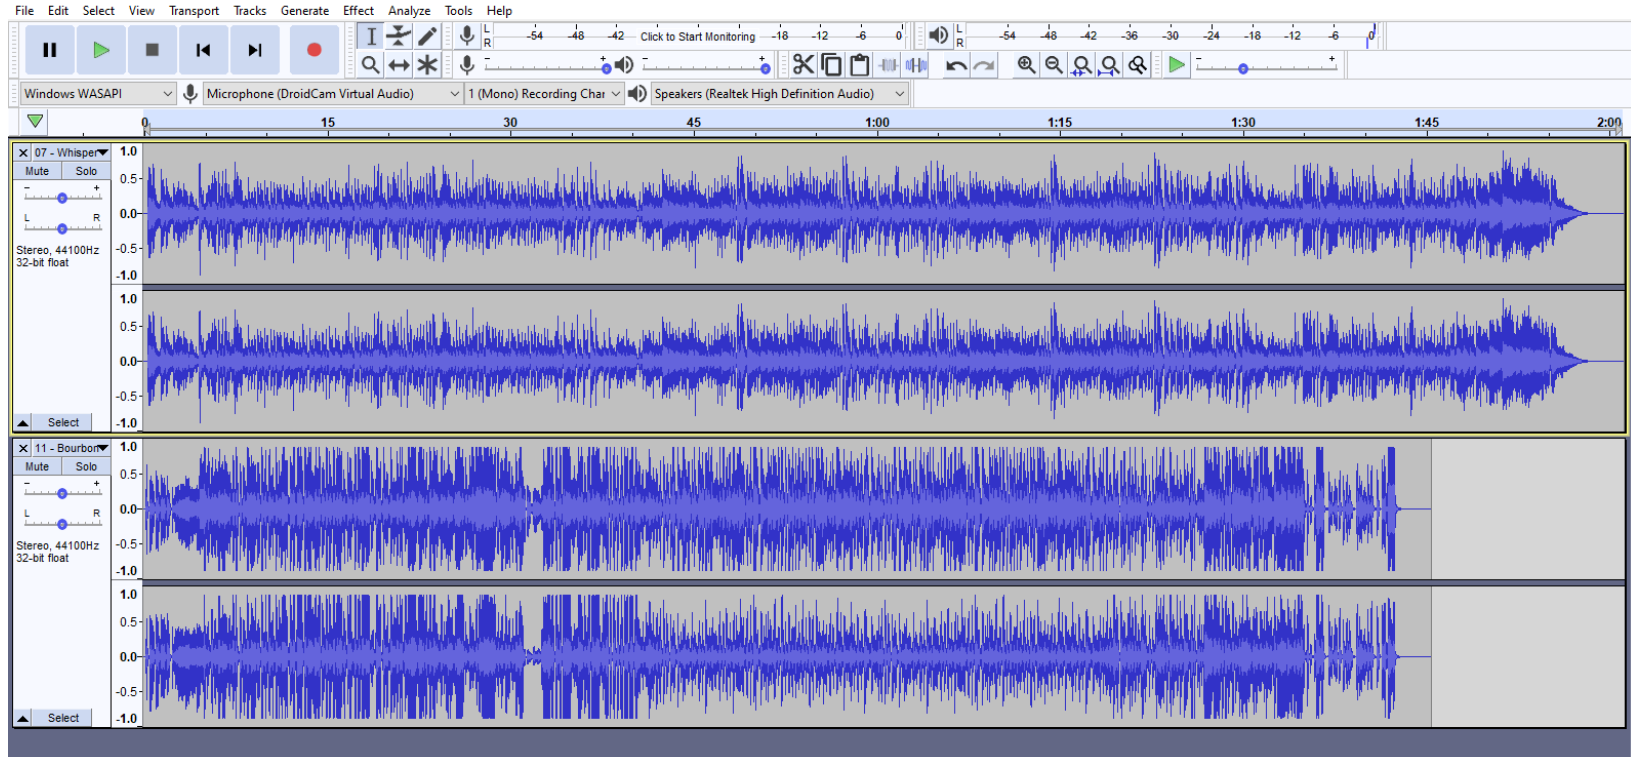 File Edit Select View Transport Tracks Generate Effect Analyze Tools Help
L R -54 -48 -42 Click to Start Monitoring -18 -12 -6 0 L R -54 -48 -42 -36 -30 -24 -18 -12 -6 0
- + - + - +
Windows WASAPI Microphone (DroidCam Virtual Audio) 1 (Mono) Recording Char Speakers (Realtek High Definition Audio)
0 15 30 45 1:00 1:15 1:30 1:45 2:00
07 - Whisper 1.0
Mute Solo
- + 0.5
L R 0.0
Stereo, 44100Hz -0.5
32-bit float
-1.0
1.0
0.5
0.0
-0.5
Select -1.0
11 - Bourbon 1.0
Mute Solo
- + 0.5
L R 0.0
Stereo, 44100Hz -0.5
32-bit float
-1.0
1.0
0.5
0.0
-0.5
Select -1.0